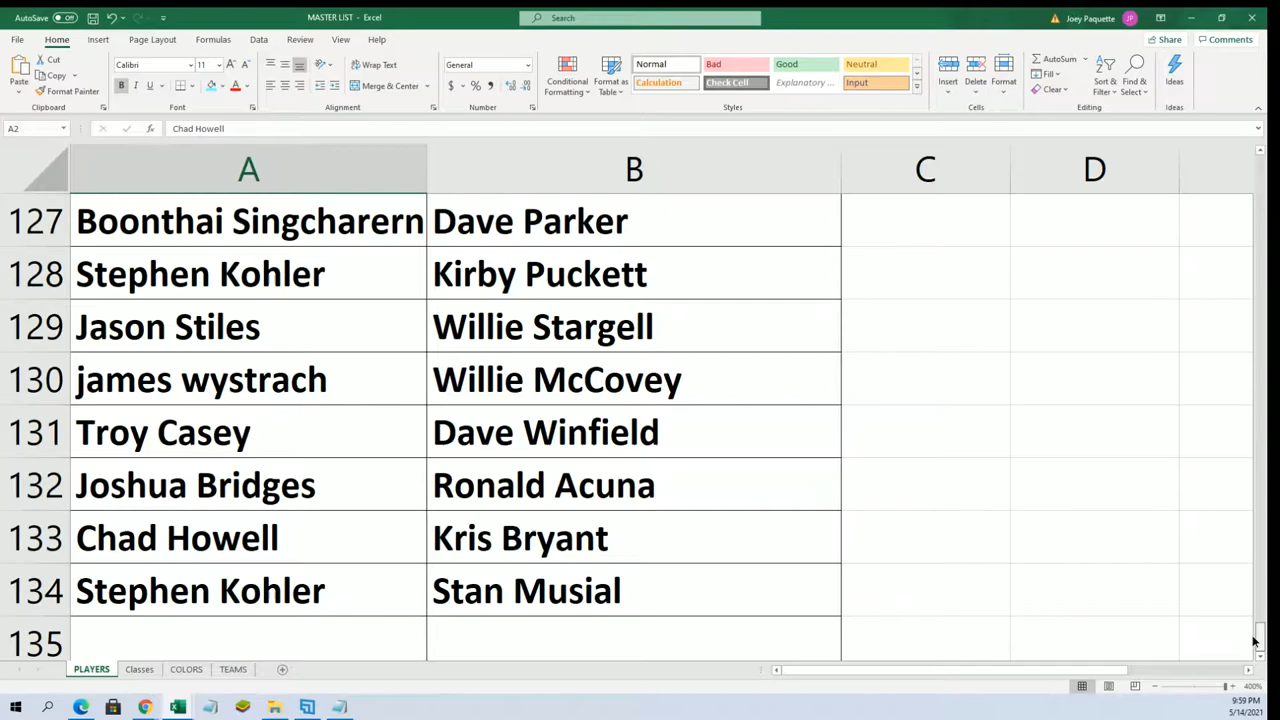 AutoSave Off MASTER LIST - Excel Search Joey Paquette JP
File Home Insert Page Layout Formulas Data Review View Help Share Comments
Paste Cut Copy Format Painter Calibri 11 Wrap Text Merge & Center General Conditional Formatting Format as Table Normal Bad Good Neutral Calculation Check Cell Explanatory ... Input Insert Delete Format AutoSum Fill Clear Sort & Filter Find & Select Ideas
Clipboard Font Alignment Number Styles Cells Editing Ideas
A2 fx Chad Howell
A B C D
127 Boonthai Singcharern Dave Parker
128 Stephen Kohler Kirby Puckett
129 Jason Stiles Willie Stargell
130 james wystrach Willie McCovey
131 Troy Casey Dave Winfield
132 Joshua Bridges Ronald Acuna
133 Chad Howell Kris Bryant
134 Stephen Kohler Stan Musial
135
PLAYERS Classes COLORS TEAMS
400%
9:59 PM
5/14/2021